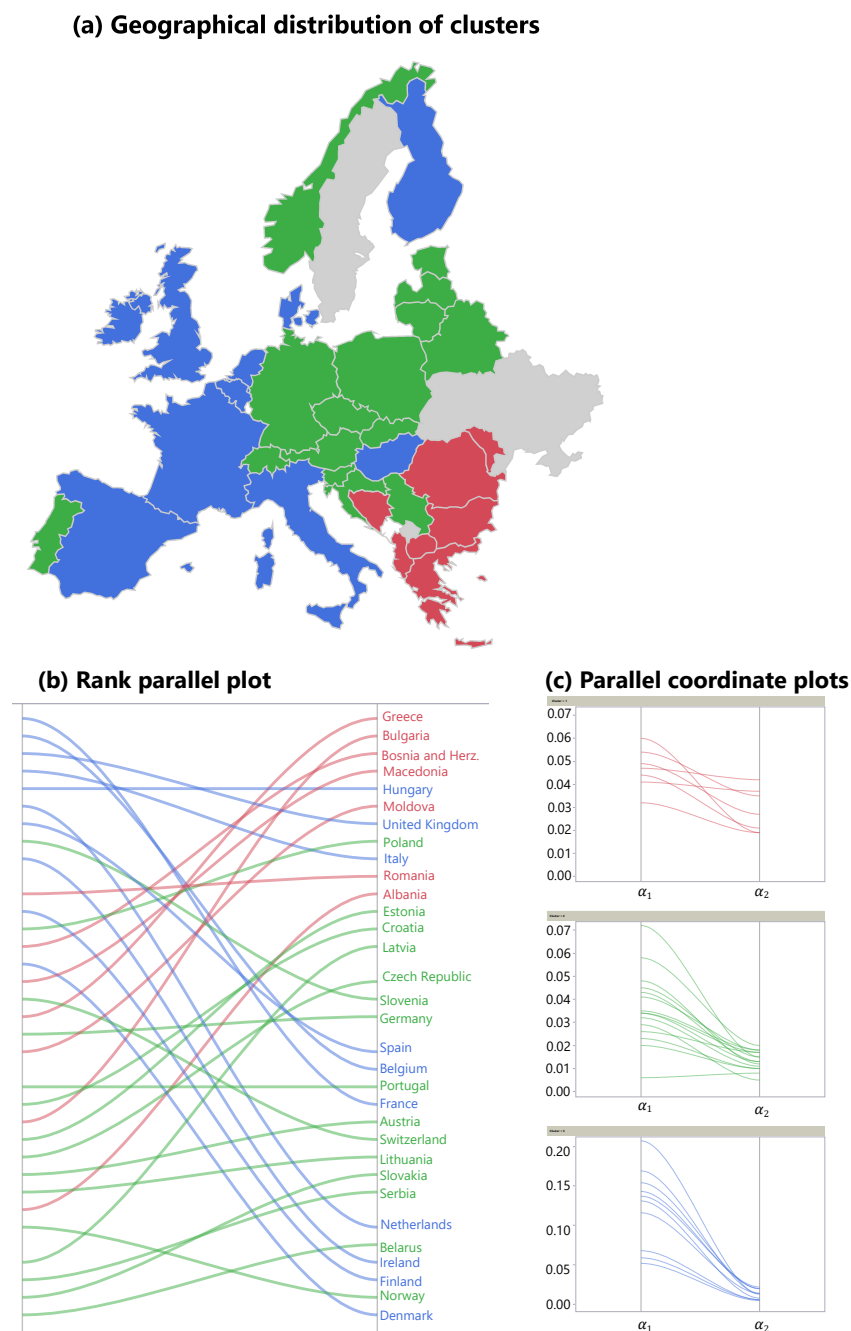 (a) Geographical distribution of clusters
(b) Rank parallel plot
Greece
Bulgaria
Bosnia and Herz.
Macedonia
Hungary
Moldova
United Kingdom
Poland
Italy
Romania
Albania
Estonia
Croatia
Latvia
Czech Republic
Slovenia
Germany
Spain
Belgium
Portugal
France
Austria
Switzerland
Lithuania
Slovakia
Serbia
Netherlands
Belarus
Ireland
Finland
Norway
Denmark
(c) Parallel coordinate plots
0.07
0.06
0.05
0.04
0.03
0.02
0.01
0.00
α1 α2
0.07
0.06
0.05
0.04
0.03
0.02
0.01
0.00
α1 α2
0.20
0.15
0.10
0.05
0.00
α1 α2